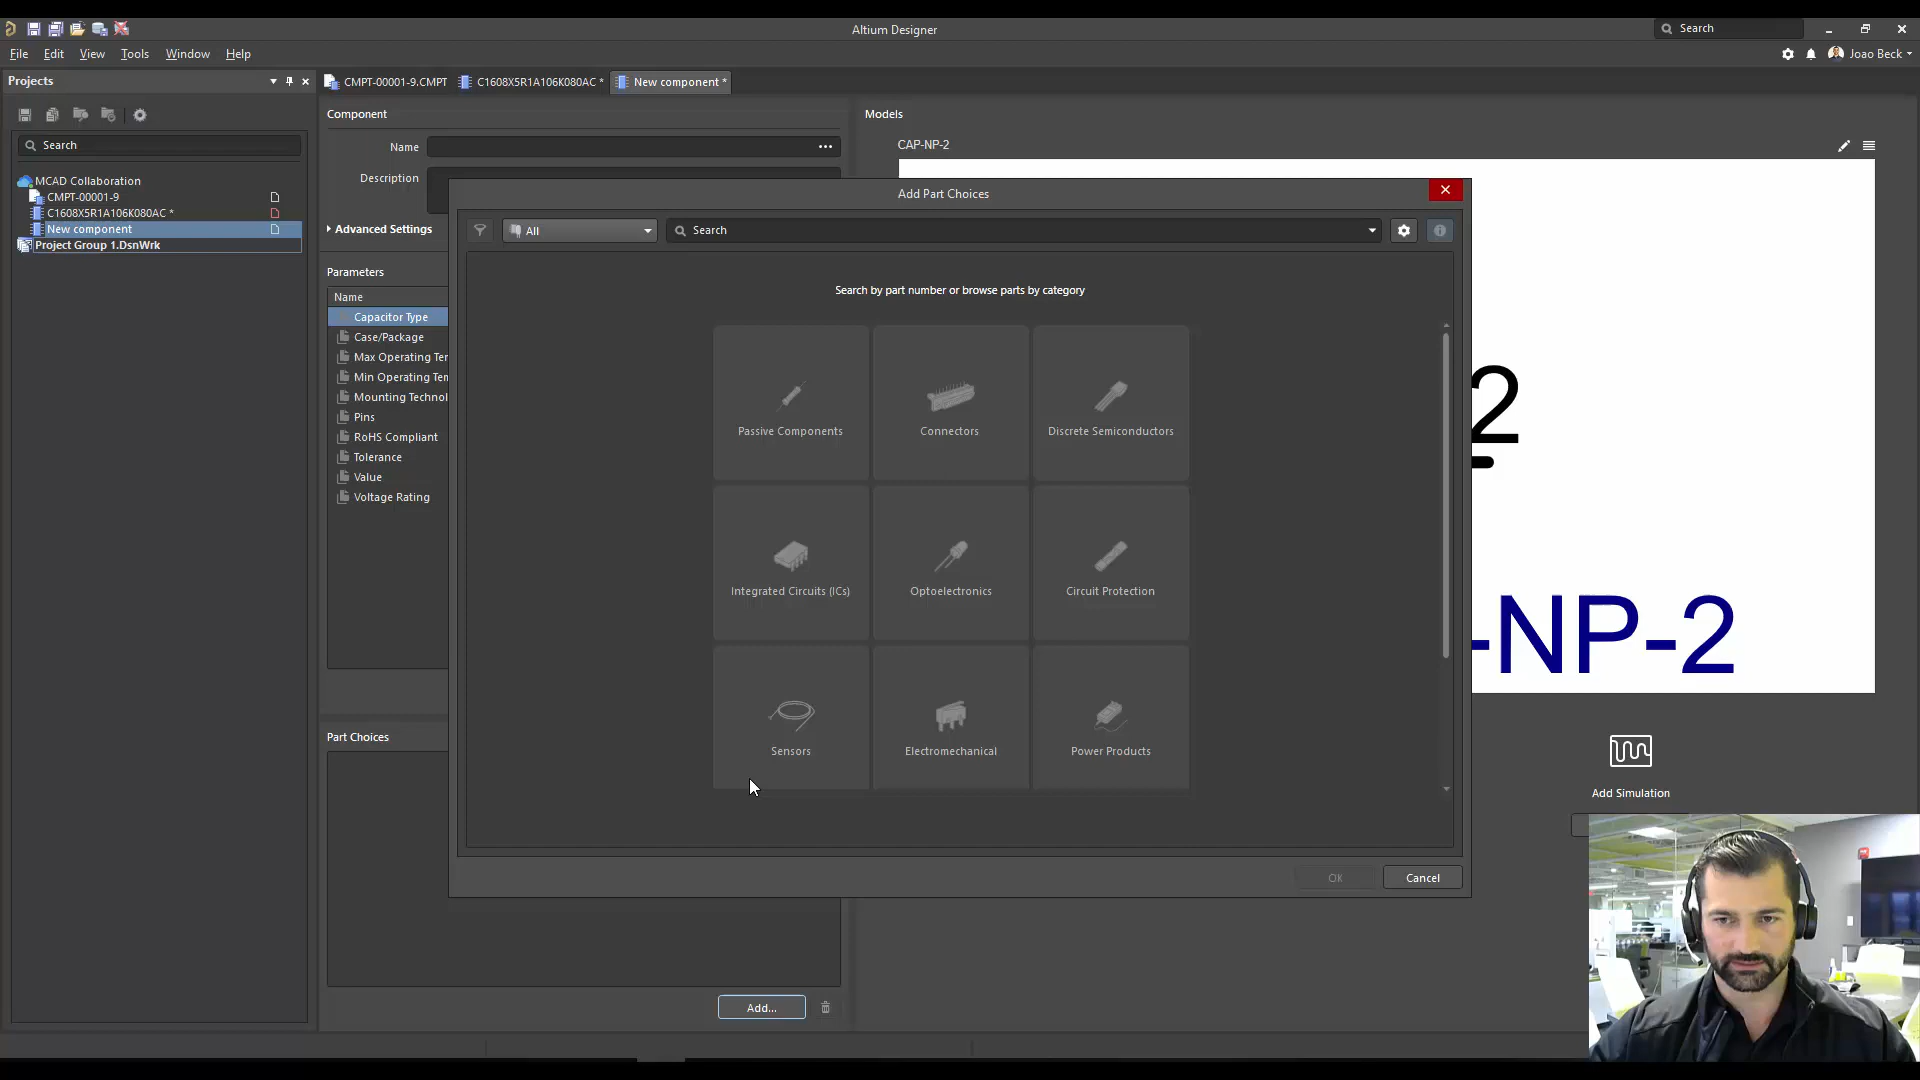 Altium Designer
Search
File Edit View Tools Window Help
Joao Beck
Projects
CMPT-00001-9.CMPT
C1608X5R1A106K080AC *
New component *
Search
MCAD Collaboration
CMPT-00001-9
C1608X5R1A106K080AC *
New component
Project Group 1.DsnWrk
Component
Name
Description
Advanced Settings
Parameters
Name
Capacitor Type
Case/Package
Max Operating Ter
Min Operating Ten
Mounting Technol
Pins
RoHS Compliant
Tolerance
Value
Voltage Rating
Part Choices
Add...
Models
CAP-NP-2
2
-NP-2
Add Simulation
Add Part Choices
All
Search
Search by part number or browse parts by category
Passive Components
Connectors
Discrete Semiconductors
Integrated Circuits (ICs)
Optoelectronics
Circuit Protection
Sensors
Electromechanical
Power Products
OK
Cancel